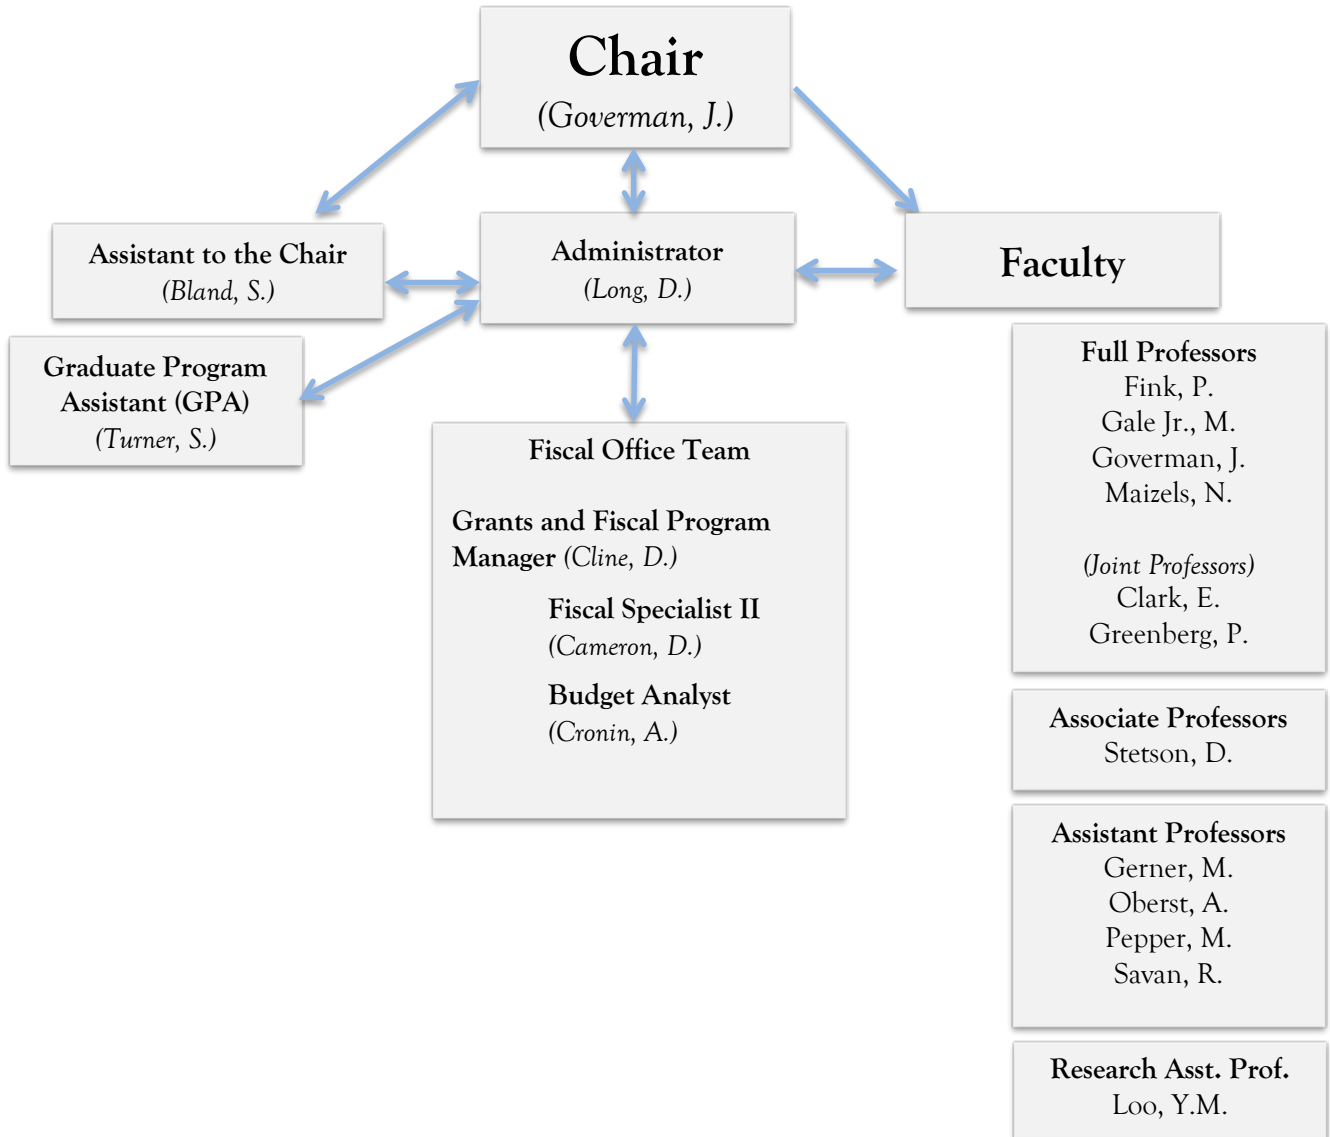 Chair
(Goverman, J.)
Assistant to the Chair
(Bland, S.)
Administrator
(Long, D.)
Faculty
Graduate Program
Assistant (GPA)
(Turner, S.)
Fiscal Office Team
Grants and Fiscal Program
Manager (Cline, D.)
Fiscal Specialist II
(Cameron, D.)
Budget Analyst
(Cronin, A.)
Full Professors
Fink, P.
Gale Jr., M.
Goverman, J.
Maizels, N.
(Joint Professors)
Clark, E.
Greenberg, P.
Associate Professors
Stetson, D.
Assistant Professors
Gerner, M.
Oberst, A.
Pepper, M.
Savan, R.
Research Asst. Prof.
Loo, Y.M.